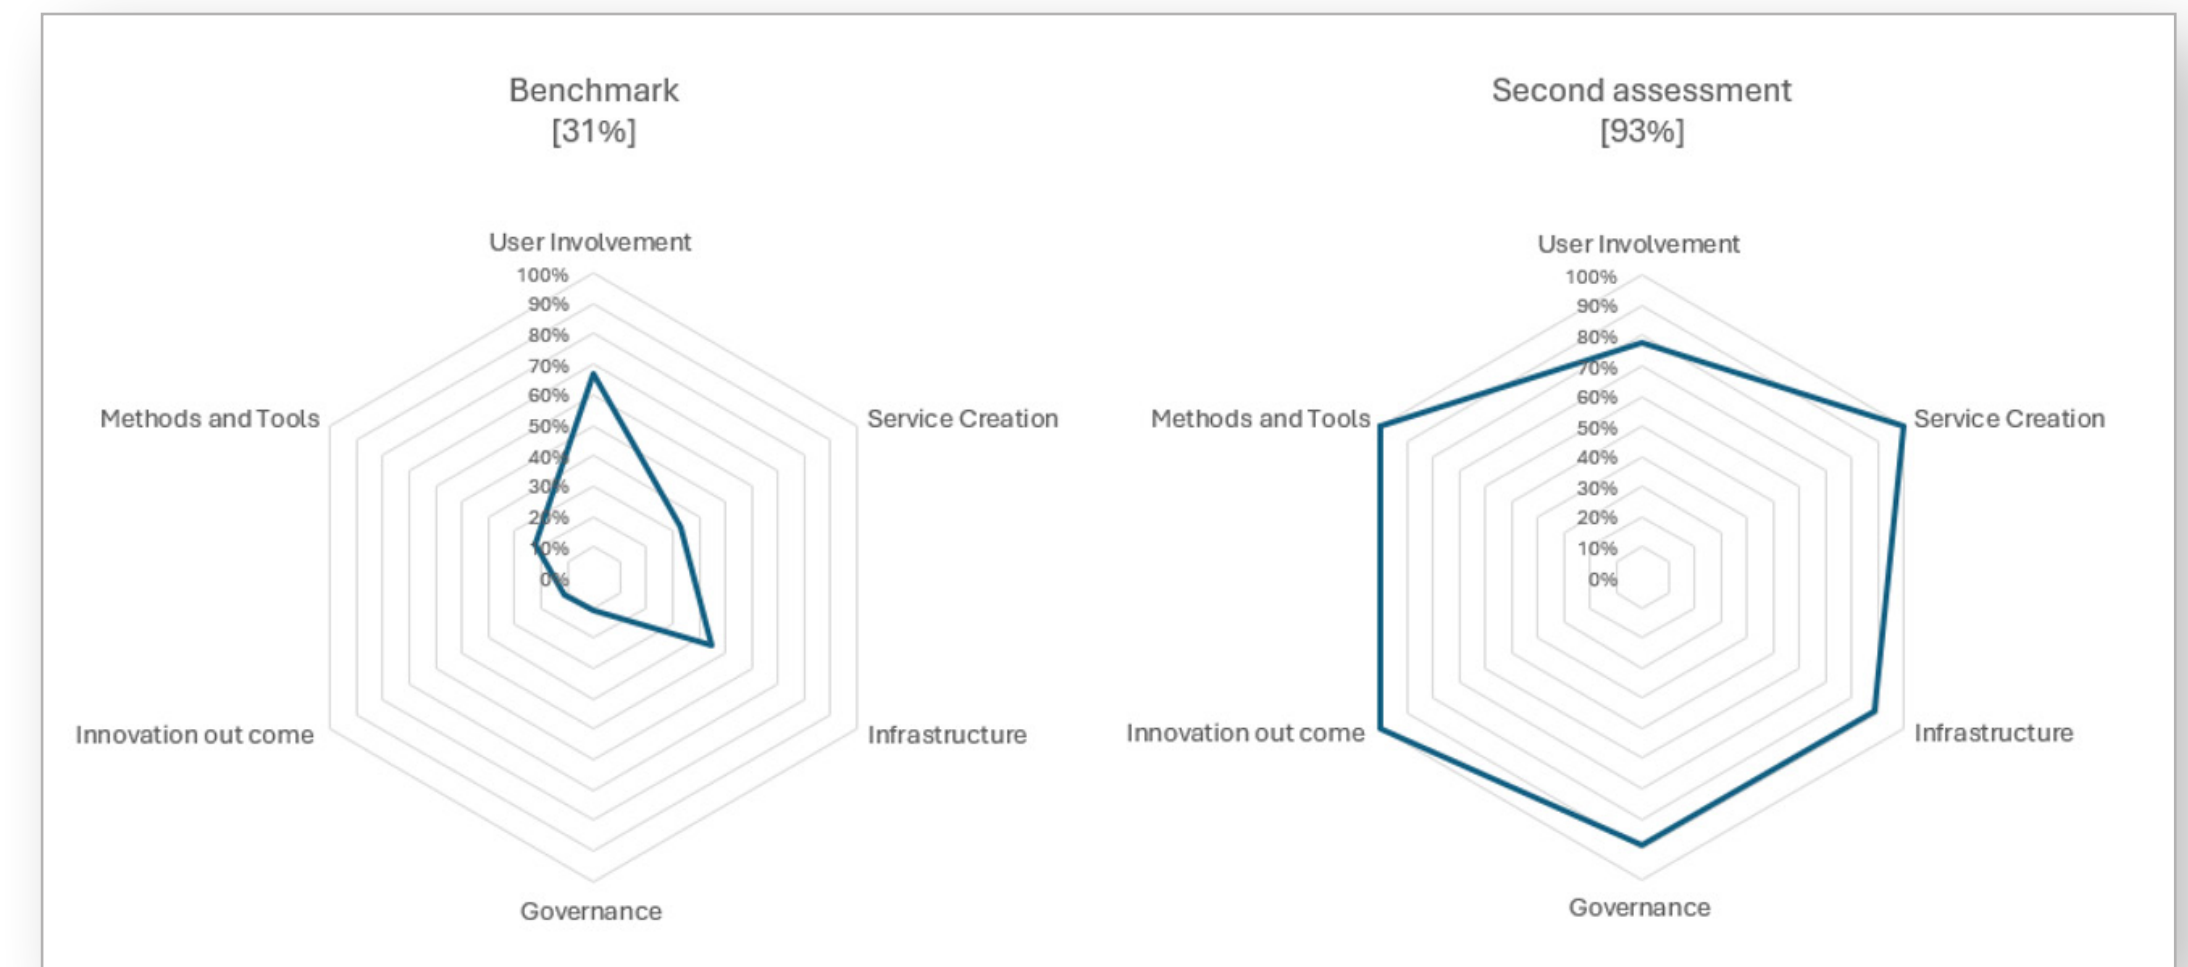 Benchmark
[31%]
User Involvement
100%
90%
80%
70%
60%
50%
40%
30%
20%
10%
0%
Methods and Tools
Service Creation
Innovation out come
Infrastructure
Governance
Second assessment
[93%]
User Involvement
100%
90%
80%
70%
60%
50%
40%
30%
20%
10%
0%
Methods and Tools
Service Creation
Innovation out come
Infrastructure
Governance